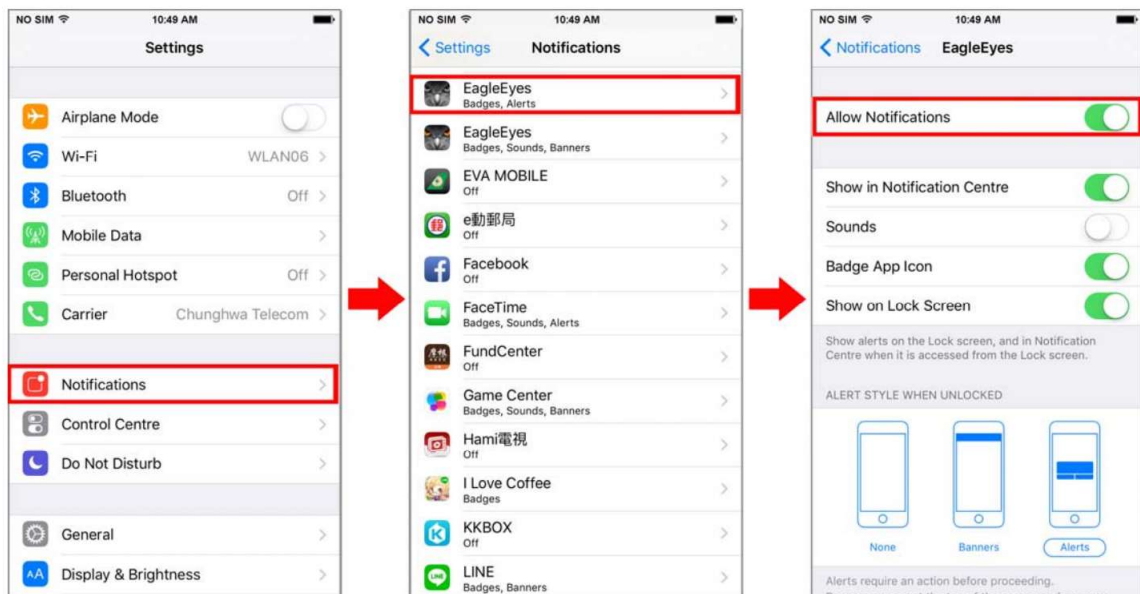 NO SIM 10:49 AM
Settings
Airplane Mode
Wi-Fi WLAN06
Bluetooth Off
Mobile Data
Personal Hotspot Off
Carrier Chunghwa Telecom
Notifications
Control Centre
Do Not Disturb
General
AA Display & Brightness
NO SIM 10:49 AM
Settings Notifications
EagleEyes
Badges, Alerts
EagleEyes
Badges, Sounds, Banners
EVA MOBILE
Off
e動郵局
Off
Facebook
Off
FaceTime
Badges, Sounds, Alerts
FundCenter
Off
Game Center
Badges, Sounds, Banners
Hami電視
Off
I Love Coffee
Badges
KKBOX
Off
LINE
Badges, Banners
NO SIM 10:49 AM
Notifications EagleEyes
Allow Notifications
Show in Notification Centre
Sounds
Badge App Icon
Show on Lock Screen
Show alerts on the Lock screen, and in Notification
Centre when it is accessed from the Lock screen.
ALERT STYLE WHEN UNLOCKED
None Banners Alerts
Alerts require an action before proceeding.